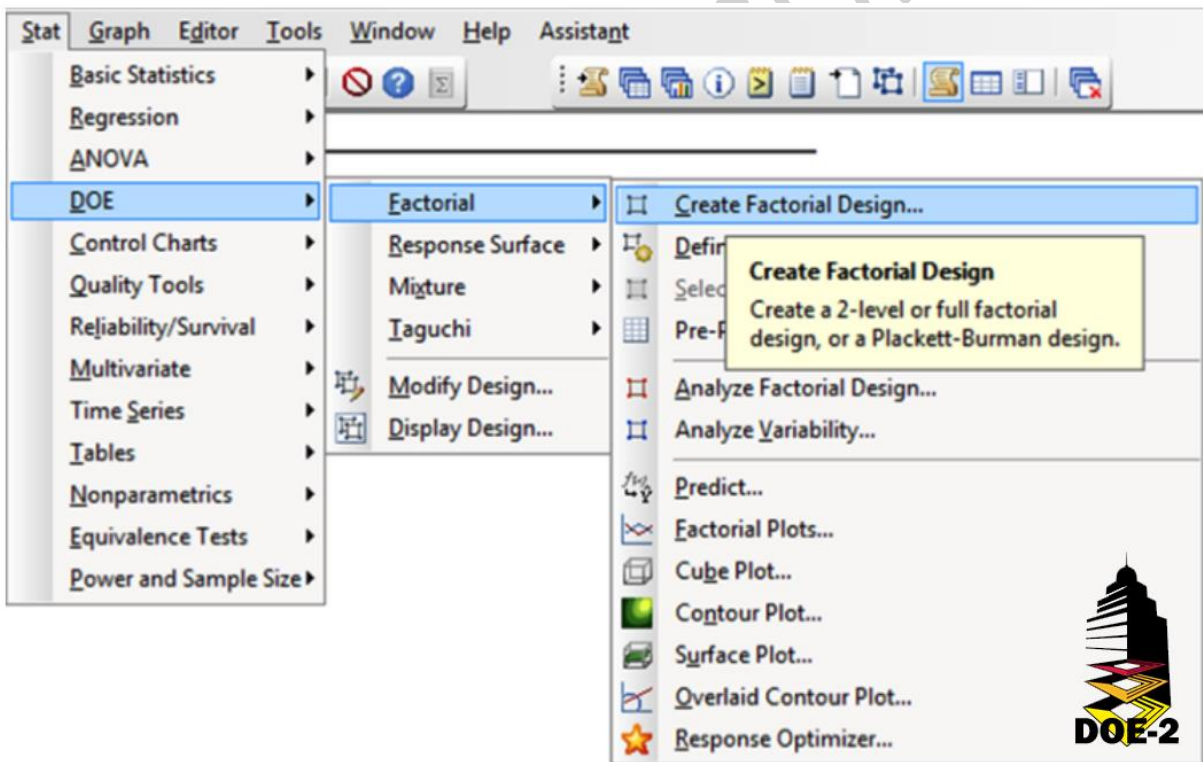 Stat Graph Editor Tools Window Help Assistant
Basic Statistics
Regression
ANOVA
DOE
Control Charts
Quality Tools
Reliability/Survival
Multivariate
Time Series
Tables
Nonparametrics
Equivalence Tests
Power and Sample Size
Factorial
Response Surface
Mixture
Taguchi
Modify Design...
Display Design...
Create Factorial Design...
Defin
Selec
Pre-P
Create Factorial Design
Create a 2-level or full factorial
design, or a Plackett-Burman design.
Analyze Factorial Design...
Analyze Variability...
Predict...
Factorial Plots...
Cube Plot...
Contour Plot...
Surface Plot...
Overlaid Contour Plot...
Response Optimizer...
DOE-2